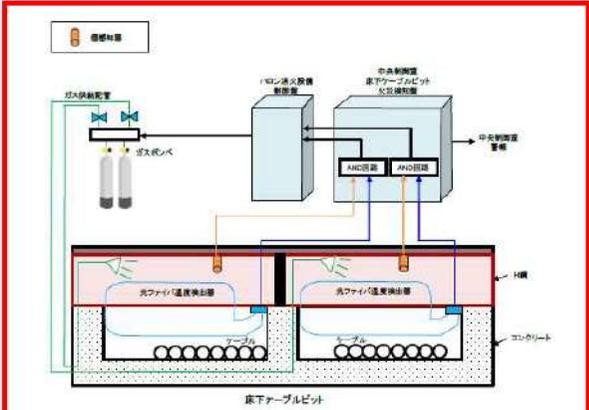 煙感知器
ガス供給配管
ハロン消火設備
制御盤
中央制御室
床下ケーブルピット
火災検知盤
ガスボンベ
AND回路
AND回路
中央制御室
警報
光ファイバ温度検出器
光ファイバ温度検出器
H鋼
ケーブル
ケーブル
コンクリート
床下ケーブルピット